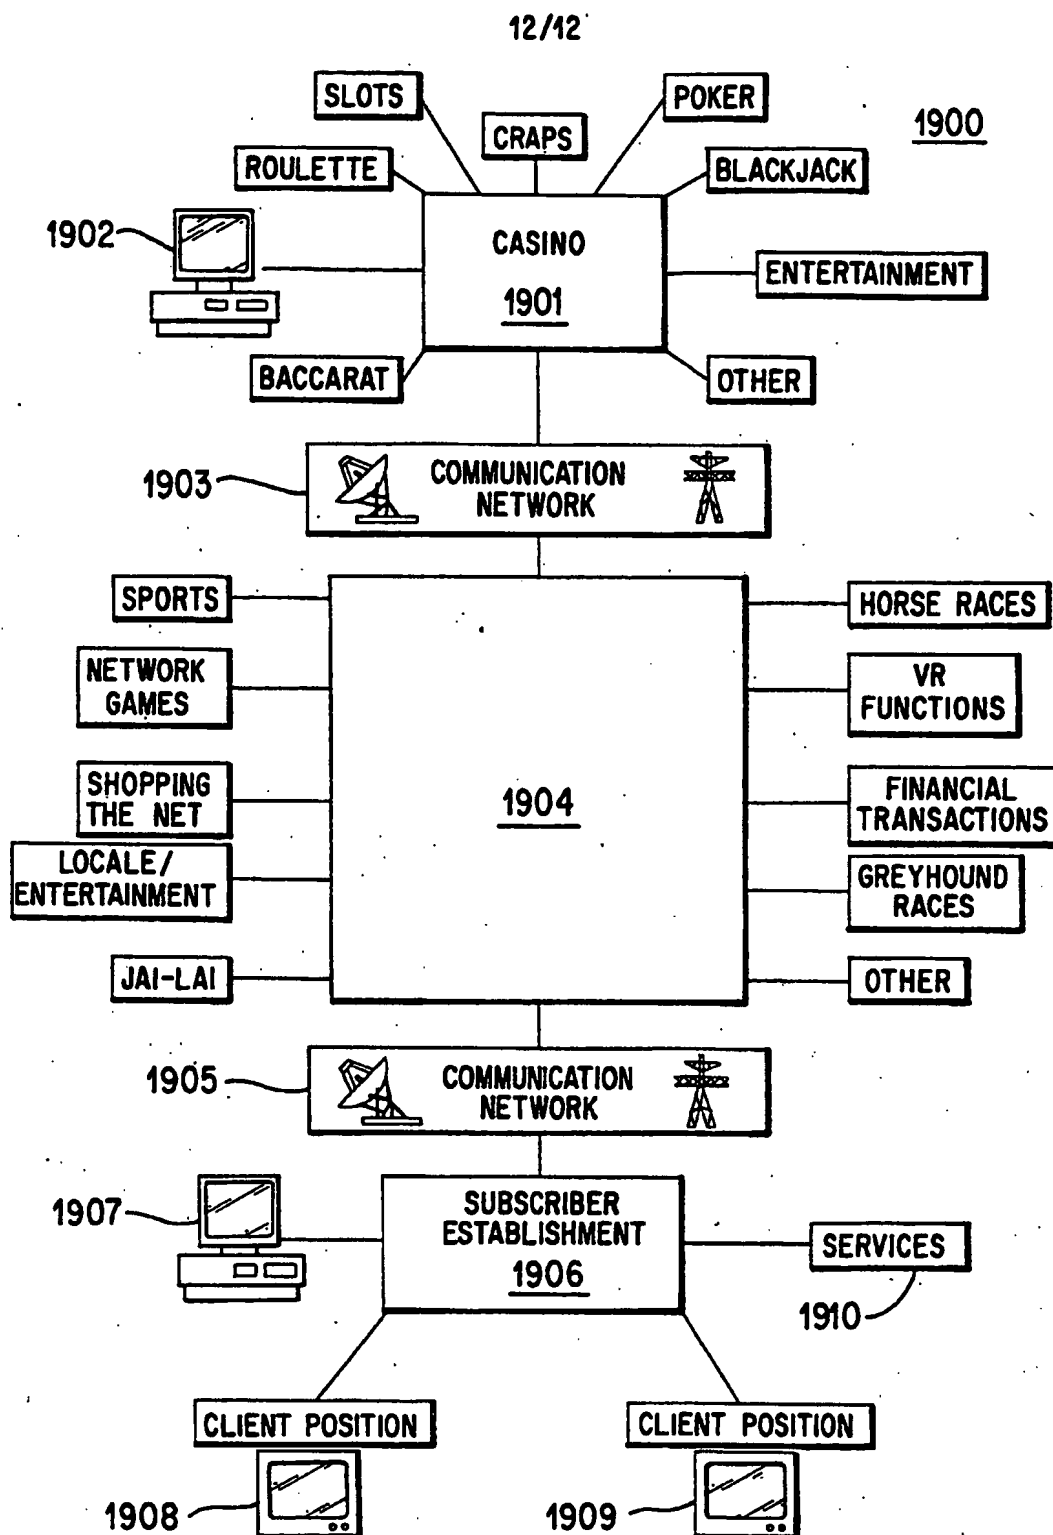 12/12
SLOTS
POKER
1900
CRAPS
ROULETTE
BLACKJACK
1902
CASINO
ENTERTAINMENT
1901
BACCARAT
OTHER
1903
COMMUNICATION
NETWORK
SPORTS
HORSE RACES
NETWORK
GAMES
VR
FUNCTIONS
SHOPPING
THE NET
1904
FINANCIAL
TRANSACTIONS
LOCALE/
ENTERTAINMENT
GREYHOUND
RACES
JAI-LAI
OTHER
1905
COMMUNICATION
NETWORK
1907
SUBSCRIBER
ESTABLISHMENT
1906
SERVICES
1910
CLIENT POSITION
CLIENT POSITION
1908
1909